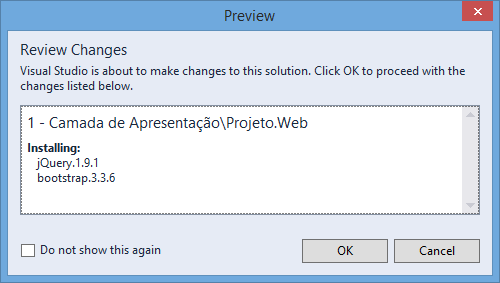 Preview
Review Changes
Visual Studio is about to make changes to this solution. Click OK to proceed with the
changes listed below.
1 - Camada de Apresentação\Projeto.Web
Installing:
jQuery.1.9.1
bootstrap.3.3.6
Do not show this again
OK
Cancel